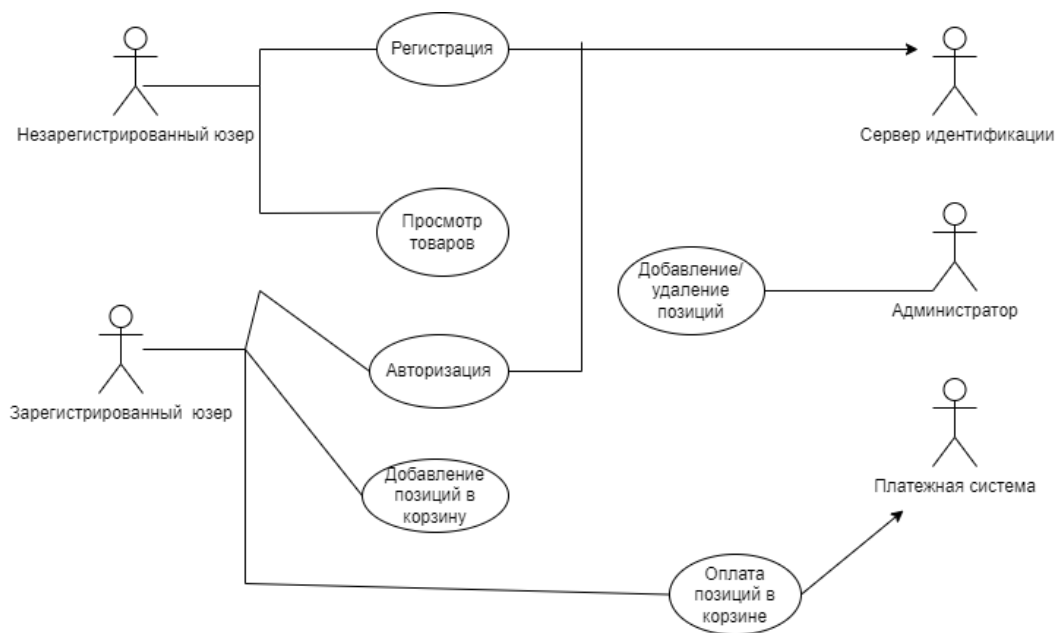 Регистрация
Незарегистрированный юзер
Сервер идентификации
Просмотр
товаров
Добавление/
удаление
позиций
Администратор
Авторизация
Зарегистрированный юзер
Добавление
позиций в
корзину
Платежная система
Оплата
позиций в
корзине